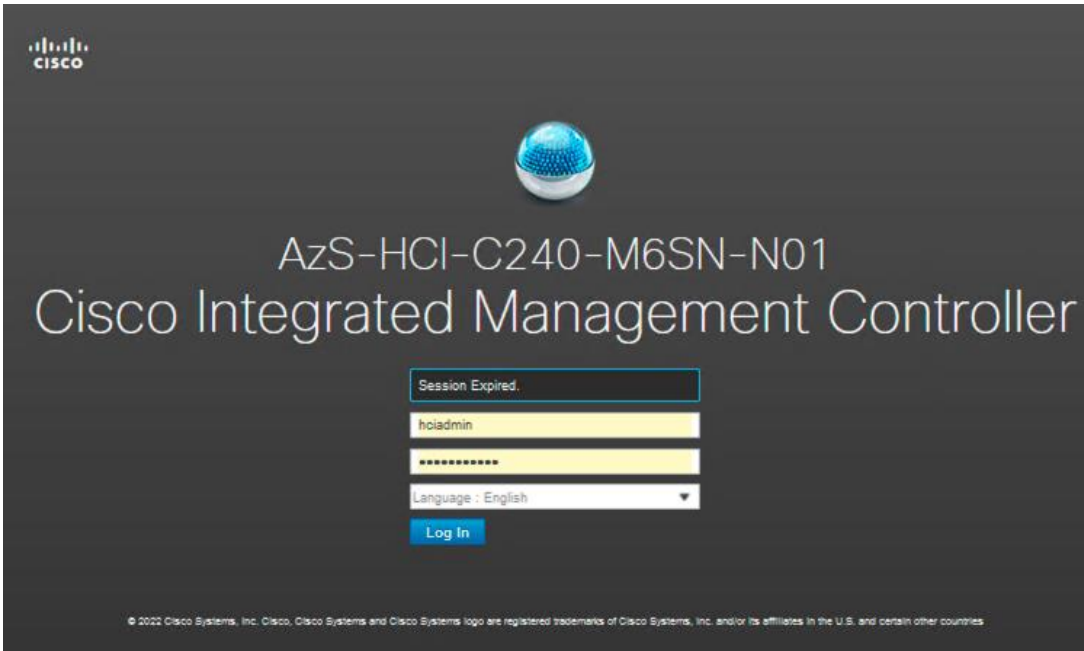 CISCO
AzS-HCI-C240-M6SN-N01
Cisco Integrated Management Controller
Session Expired.
hciadmin
•••••••••••
Language : English
Log In
© 2022 Cisco Systems, Inc. Cisco, Cisco Systems and Cisco Systems logo are registered trademarks of Cisco Systems, Inc. and/or its affiliates in the U.S. and certain other countries